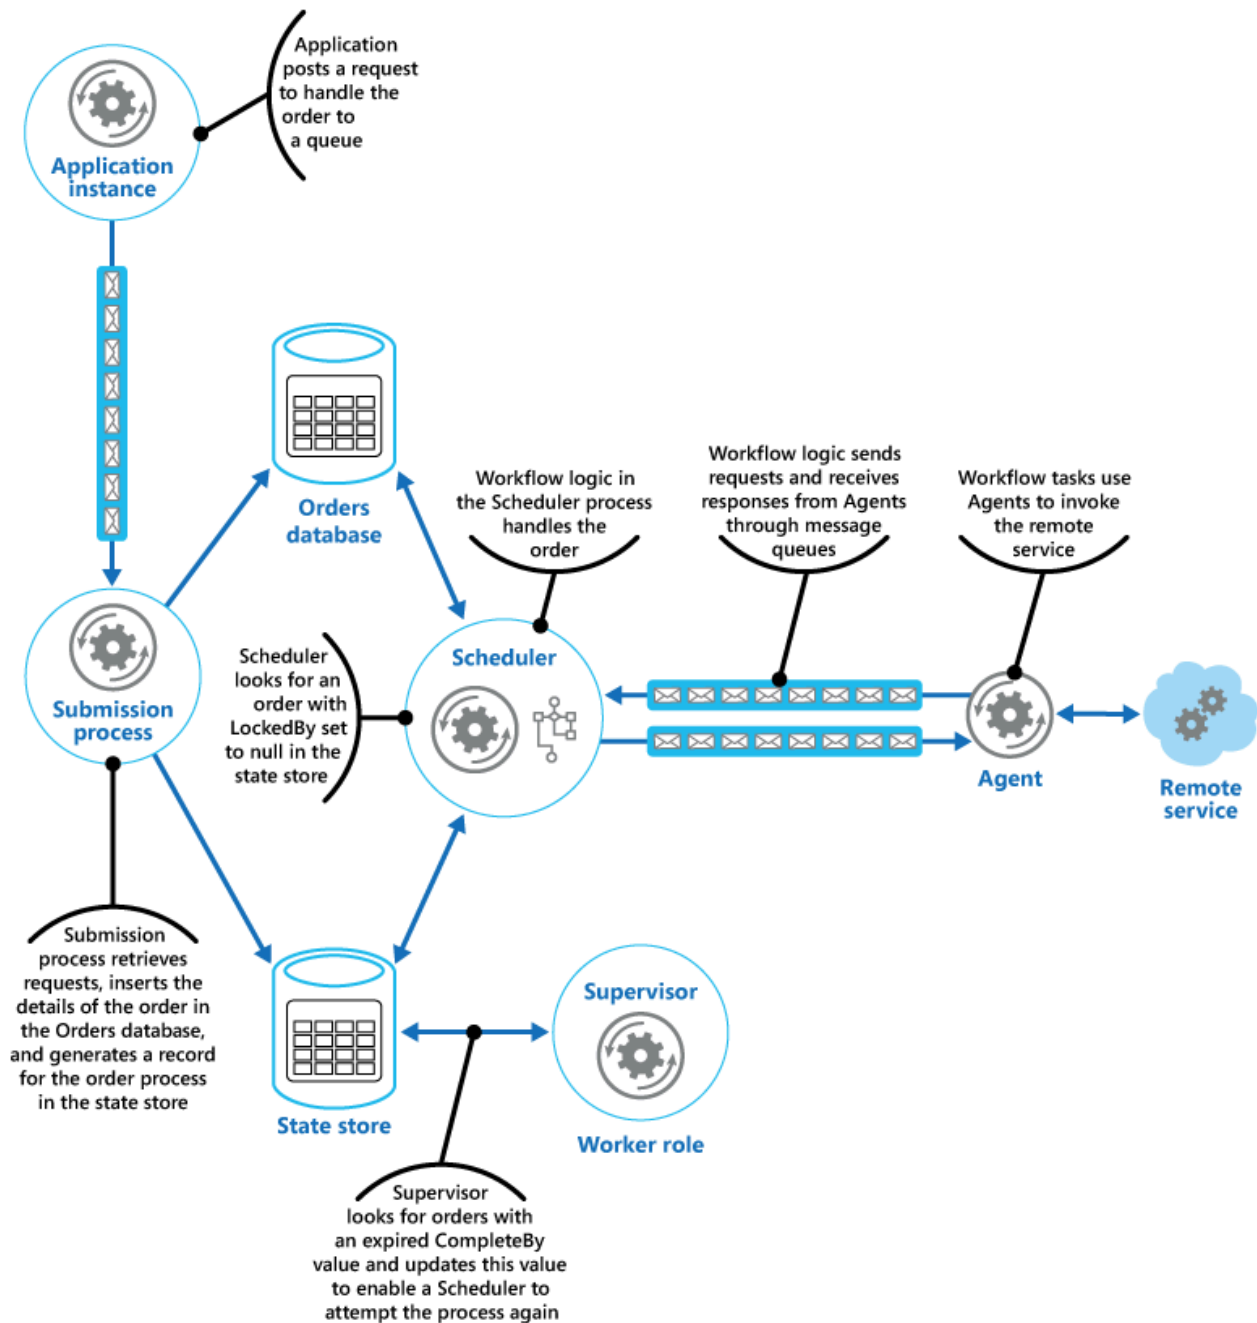 Application
posts a request
to handle the
order to
a queue
Application
instance
Orders
database
Workflow logic in
the Scheduler process
handles the
order
Workflow logic sends
requests and receives
responses from Agents
through message
queues
Workflow tasks use
Agents to invoke
the remote
service
Submission
process
Scheduler
looks for an
order with
LockedBy set
to null in the
state store
Scheduler
Agent
Remote
service
Submission
process retrieves
requests, inserts the
details of the order in
the Orders database,
and generates a record
for the order process
in the state store
State store
Supervisor
Worker role
Supervisor
looks for orders with
an expired CompleteBy
value and updates this value
to enable a Scheduler to
attempt the process again